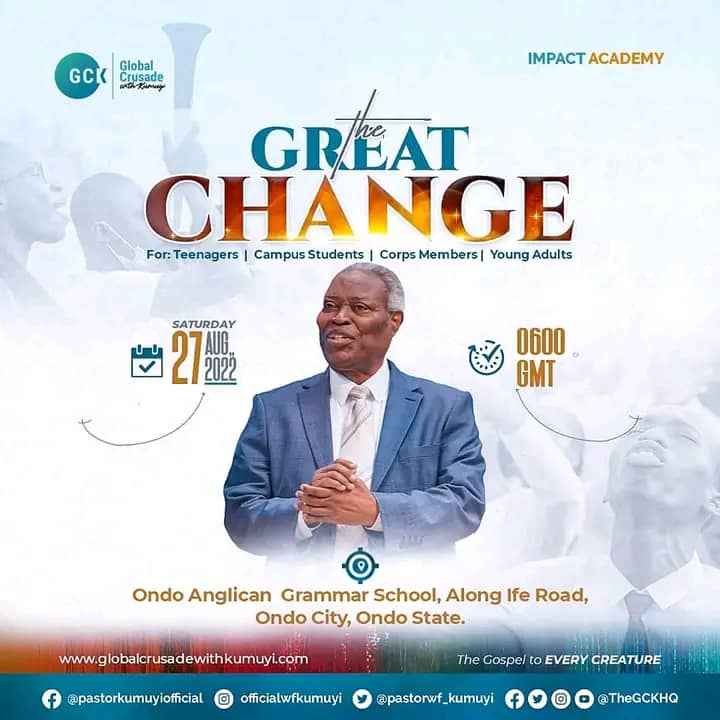 GCK
Global
Crusade
with Kumuyi
IMPACT ACADEMY
The
GREAT
CHANGE
For: Teenagers | Campus Students | Corps Members | Young Adults
SATURDAY
27 AUG., 2022
0600
GMT
Ondo Anglican Grammar School, Along Ife Road,
Ondo City, Ondo State.
www.globalcrusadewithkumuyi.com
The Gospel to EVERY CREATURE
@pastorkumuyiofficial officialwfkumuyi @pastorwf_kumuyi @TheGCKHQ